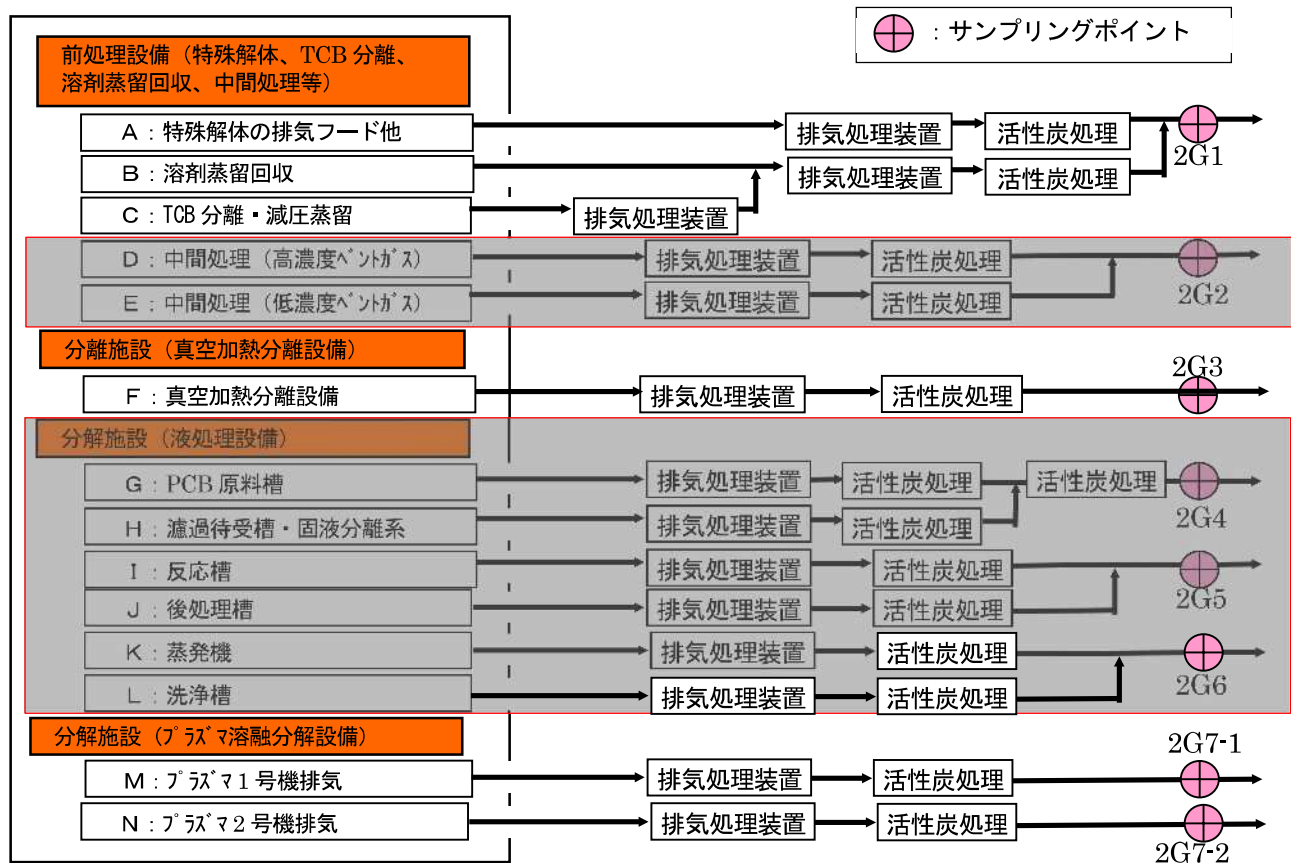 ：サンプリングポイント
前処理設備（特殊解体、TCB 分離、
溶剤蒸留回収、中間処理等）
A：特殊解体の排気フード他
排気処理装置
活性炭処理
2G1
B：溶剤蒸留回収
排気処理装置
活性炭処理
C：TCB 分離・減圧蒸留
排気処理装置
D：中間処理（高濃度ﾍﾞﾝﾄｶﾞｽ）
排気処理装置
活性炭処理
2G2
E：中間処理（低濃度ﾍﾞﾝﾄｶﾞｽ）
排気処理装置
活性炭処理
分離施設（真空加熱分離設備）
2G3
F：真空加熱分離設備
排気処理装置
活性炭処理
分解施設（液処理設備）
G：PCB 原料槽
排気処理装置
活性炭処理
活性炭処理
2G4
H：濾過待受槽・固液分離系
排気処理装置
活性炭処理
I：反応槽
排気処理装置
活性炭処理
2G5
J：後処理槽
排気処理装置
活性炭処理
K：蒸発機
排気処理装置
活性炭処理
2G6
L：洗浄槽
排気処理装置
活性炭処理
分解施設（ﾌﾟﾗｽﾞﾏ溶融分解設備）
2G7-1
M：ﾌﾟﾗｽﾞﾏ1号機排気
排気処理装置
活性炭処理
N：ﾌﾟﾗｽﾞﾏ2号機排気
排気処理装置
活性炭処理
2G7-2